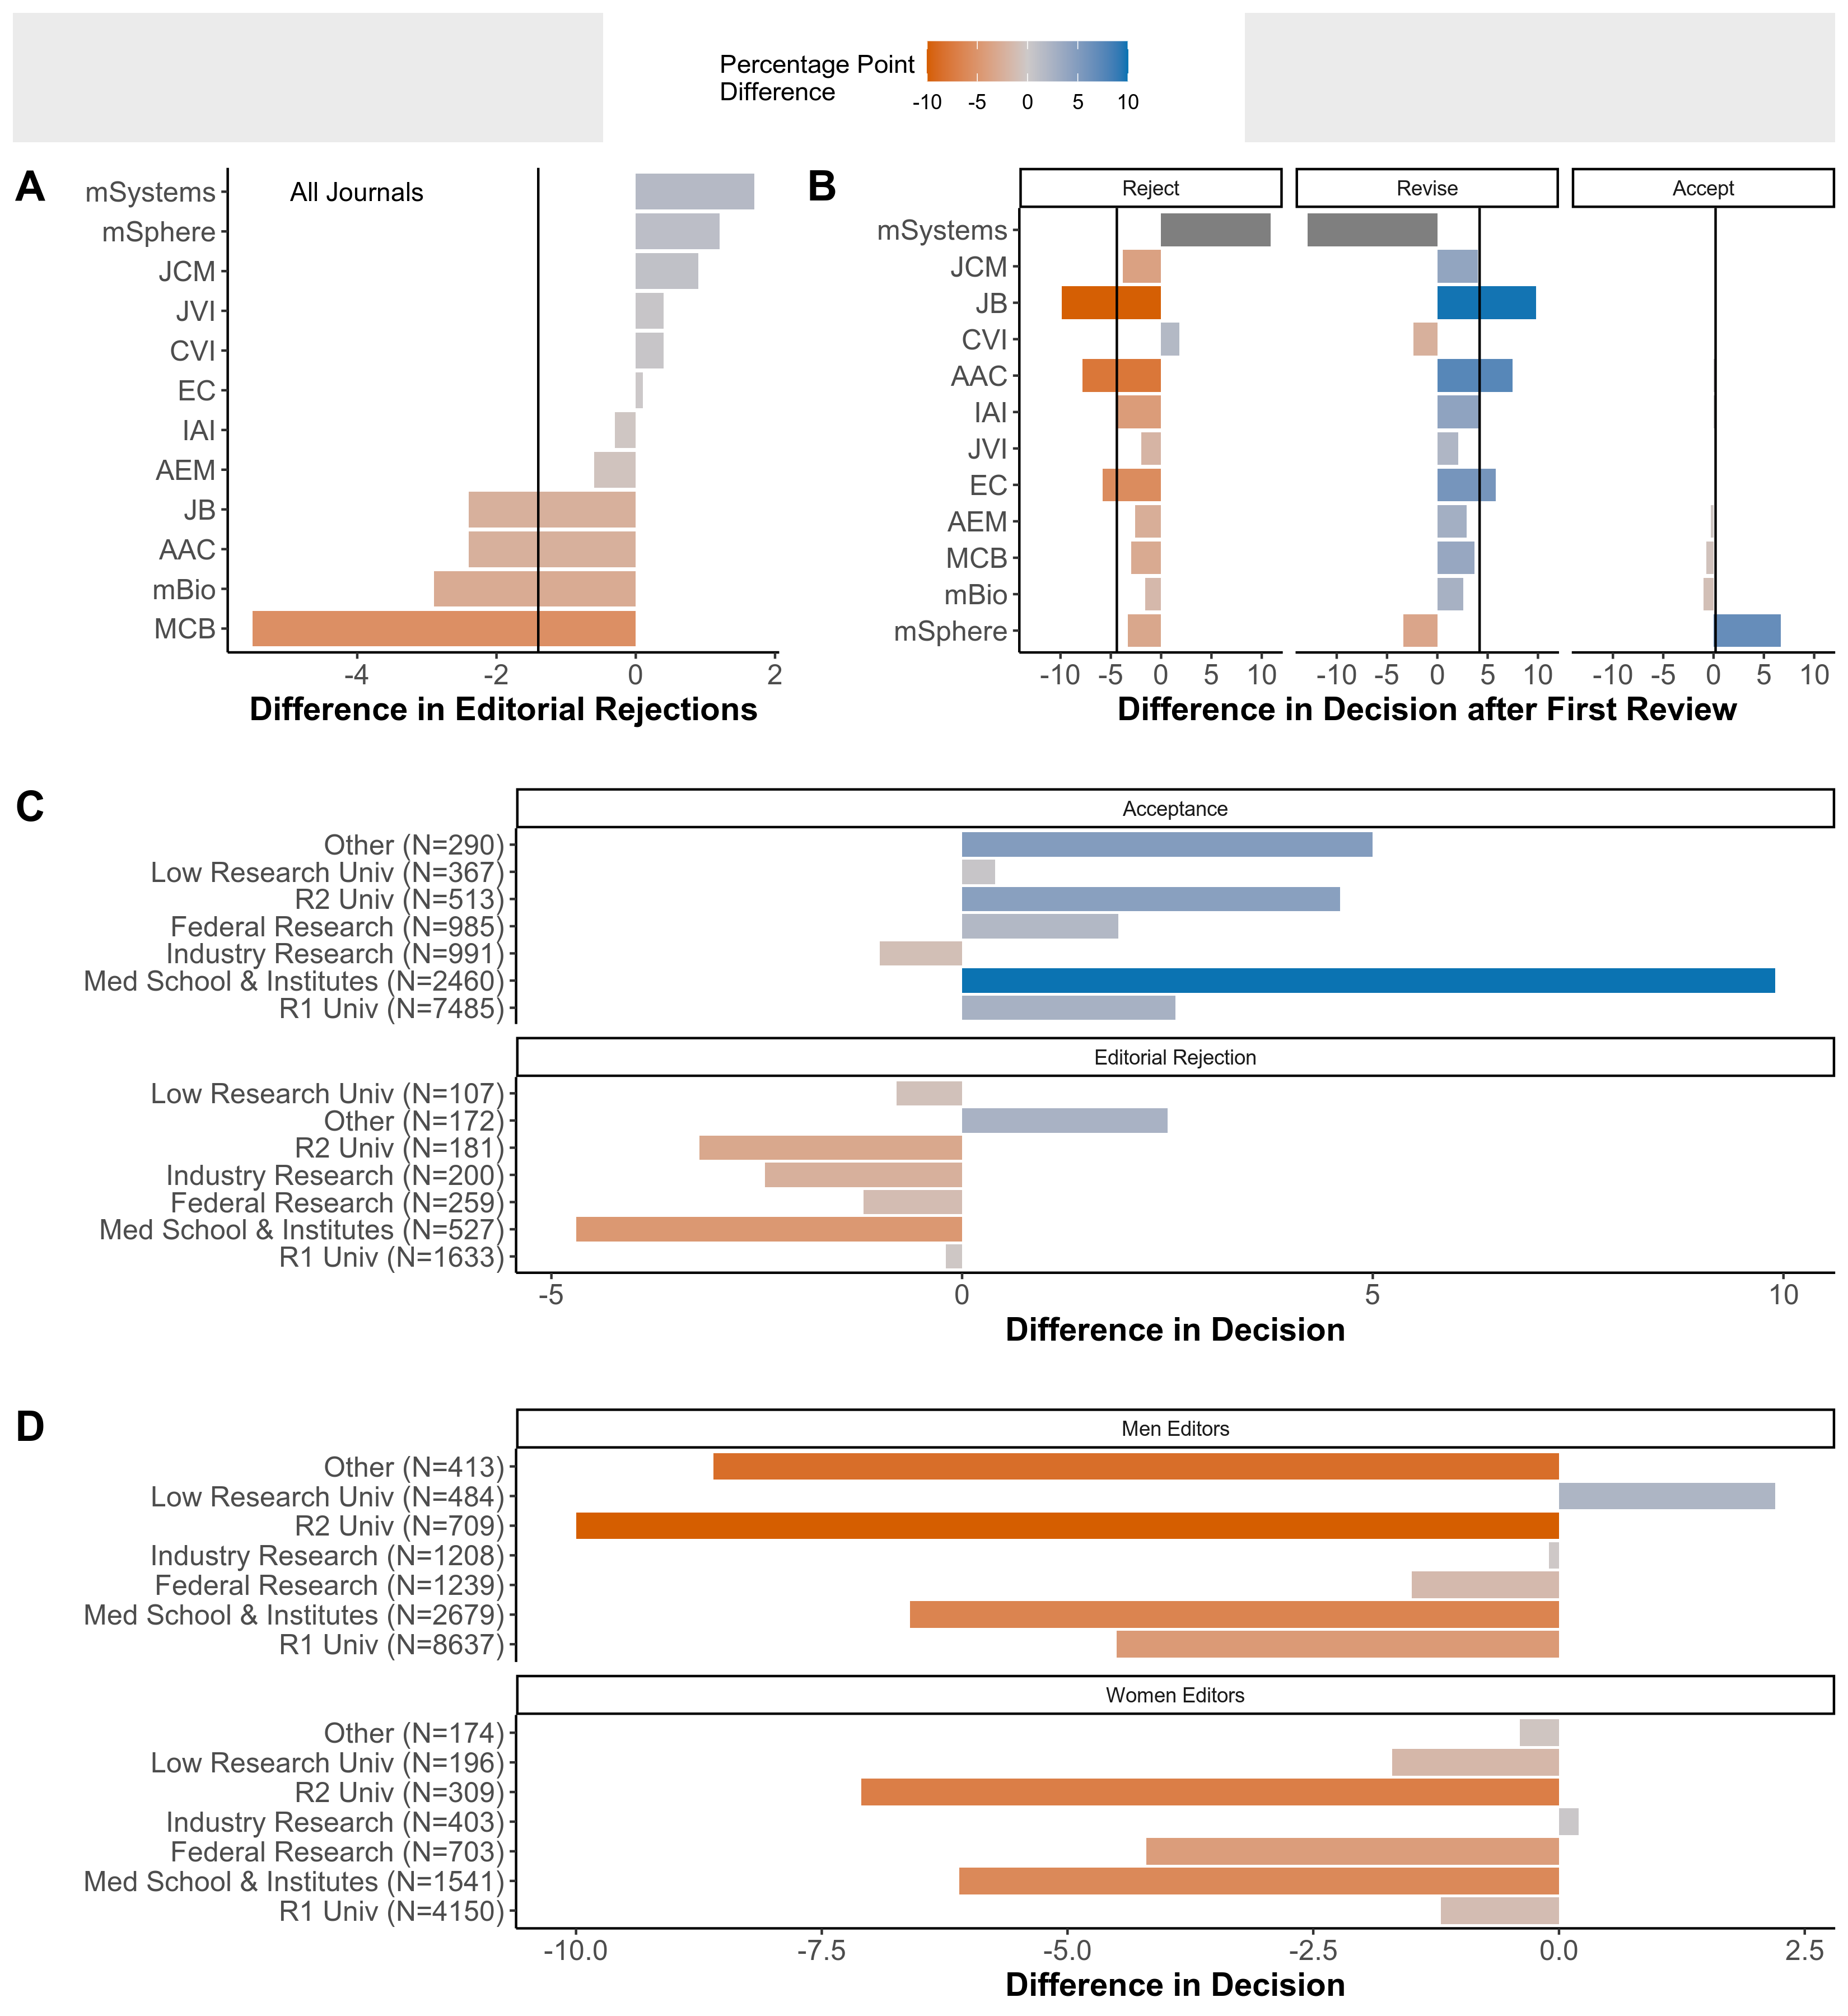 Percentage Point
Difference
-10 -5 0 5 10
A
All Journals
mSystems
mSphere
JCM
JVI
CVI
EC
IAI
AEM
JB
AAC
mBio
MCB
-4 -2 0 2
Difference in Editorial Rejections
B
Reject Revise Accept
mSystems
JCM
JB
CVI
AAC
IAI
JVI
EC
AEM
MCB
mBio
mSphere
-10 -5 0 5 10 -10 -5 0 5 10 -10 -5 0 5 10
Difference in Decision after First Review
C
Acceptance
Other (N=290)
Low Research Univ (N=367)
R2 Univ (N=513)
Federal Research (N=985)
Industry Research (N=991)
Med School & Institutes (N=2460)
R1 Univ (N=7485)
Editorial Rejection
Low Research Univ (N=107)
Other (N=172)
R2 Univ (N=181)
Industry Research (N=200)
Federal Research (N=259)
Med School & Institutes (N=527)
R1 Univ (N=1633)
-5 0 5 10
Difference in Decision
D
Men Editors
Other (N=413)
Low Research Univ (N=484)
R2 Univ (N=709)
Industry Research (N=1208)
Federal Research (N=1239)
Med School & Institutes (N=2679)
R1 Univ (N=8637)
Women Editors
Other (N=174)
Low Research Univ (N=196)
R2 Univ (N=309)
Industry Research (N=403)
Federal Research (N=703)
Med School & Institutes (N=1541)
R1 Univ (N=4150)
-10.0 -7.5 -5.0 -2.5 0.0 2.5
Difference in Decision